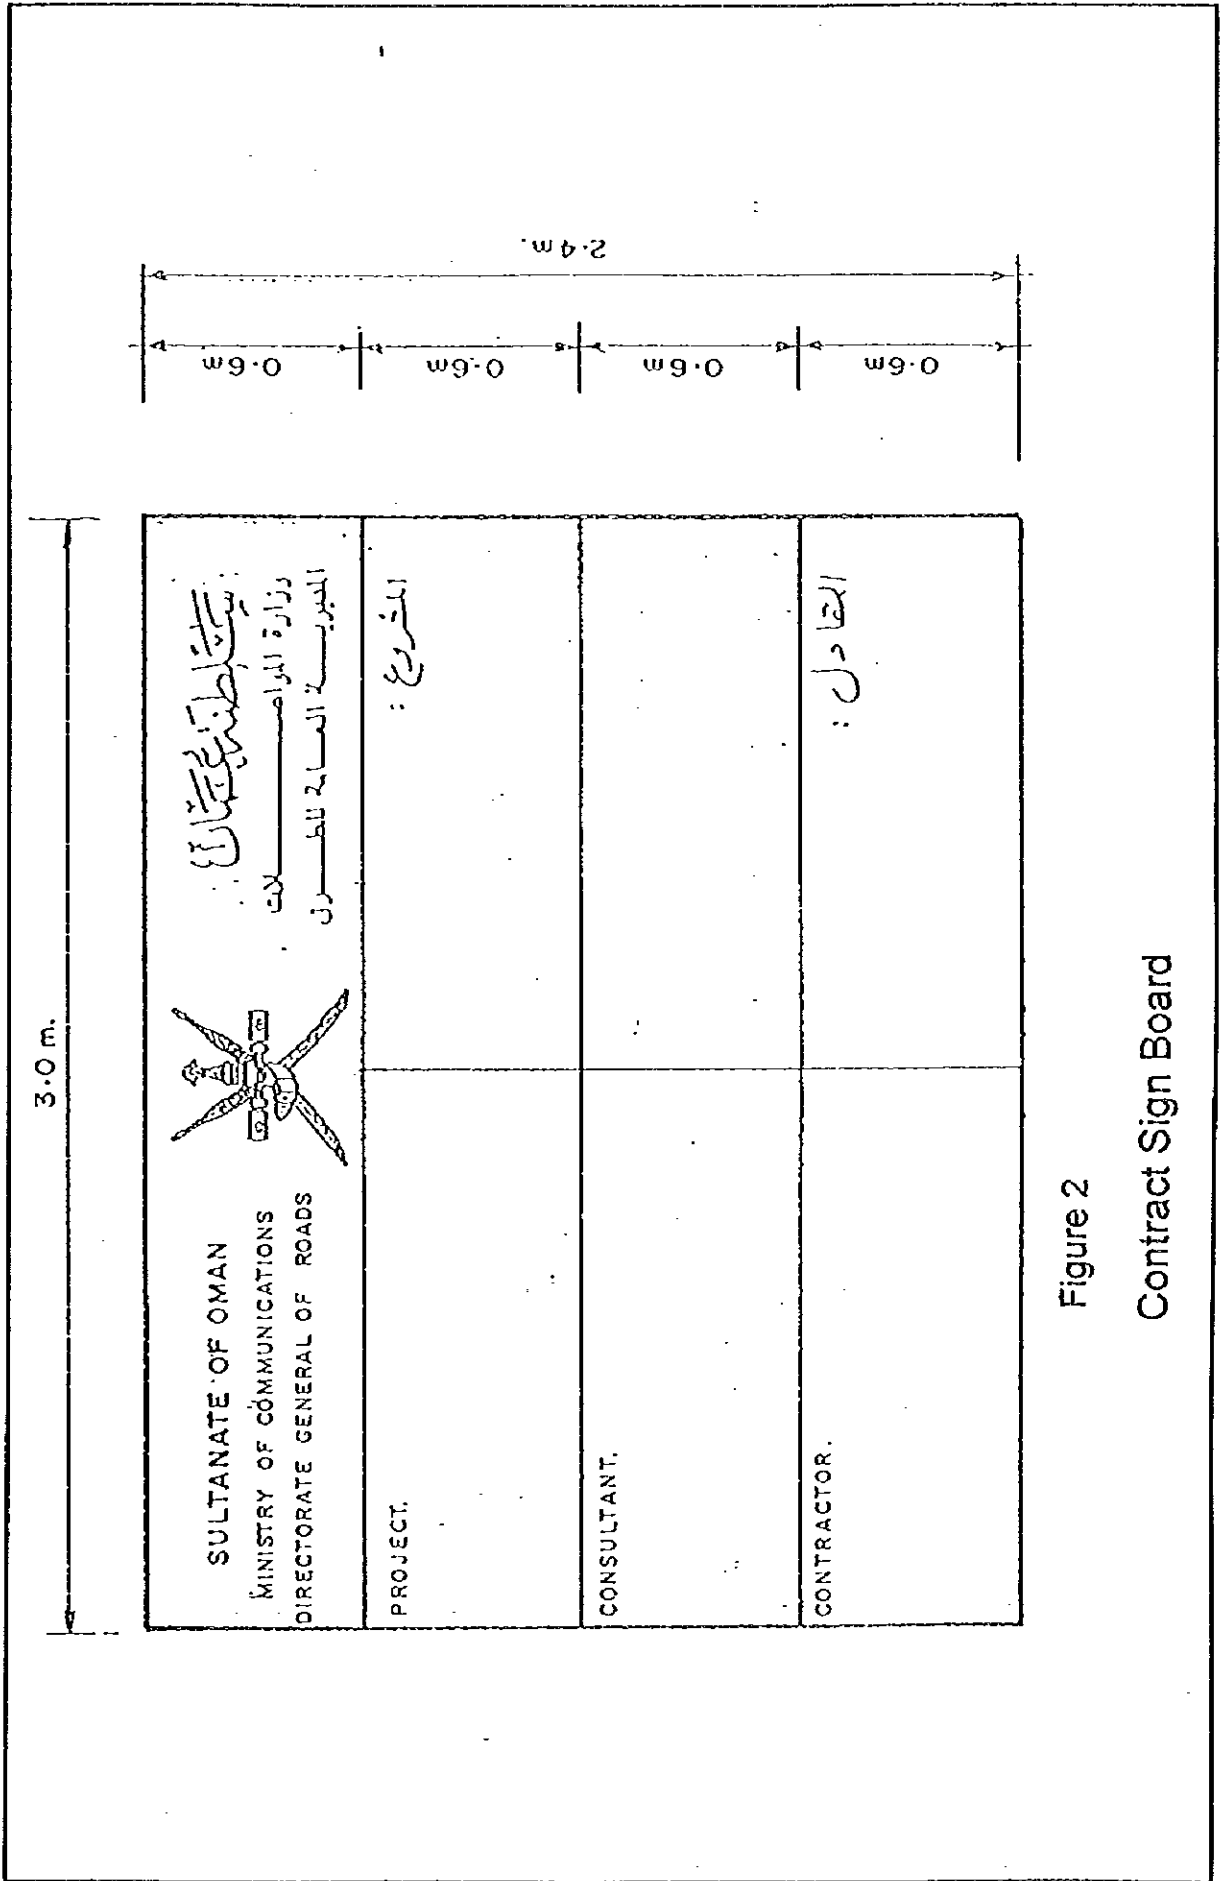 3.0 m.
SULTANATE OF OMAN
MINISTRY OF COMMUNICATIONS
DIRECTORATE GENERAL OF ROADS
سلطنة عمان
وزارة المواصلات
المديرية العامة للطرق
PROJECT.
المشروع :
CONSULTANT.
CONTRACTOR.
المقاول :
0.6m
0.6m
0.6m
0.6m
2.4m.
Figure 2
Contract Sign Board